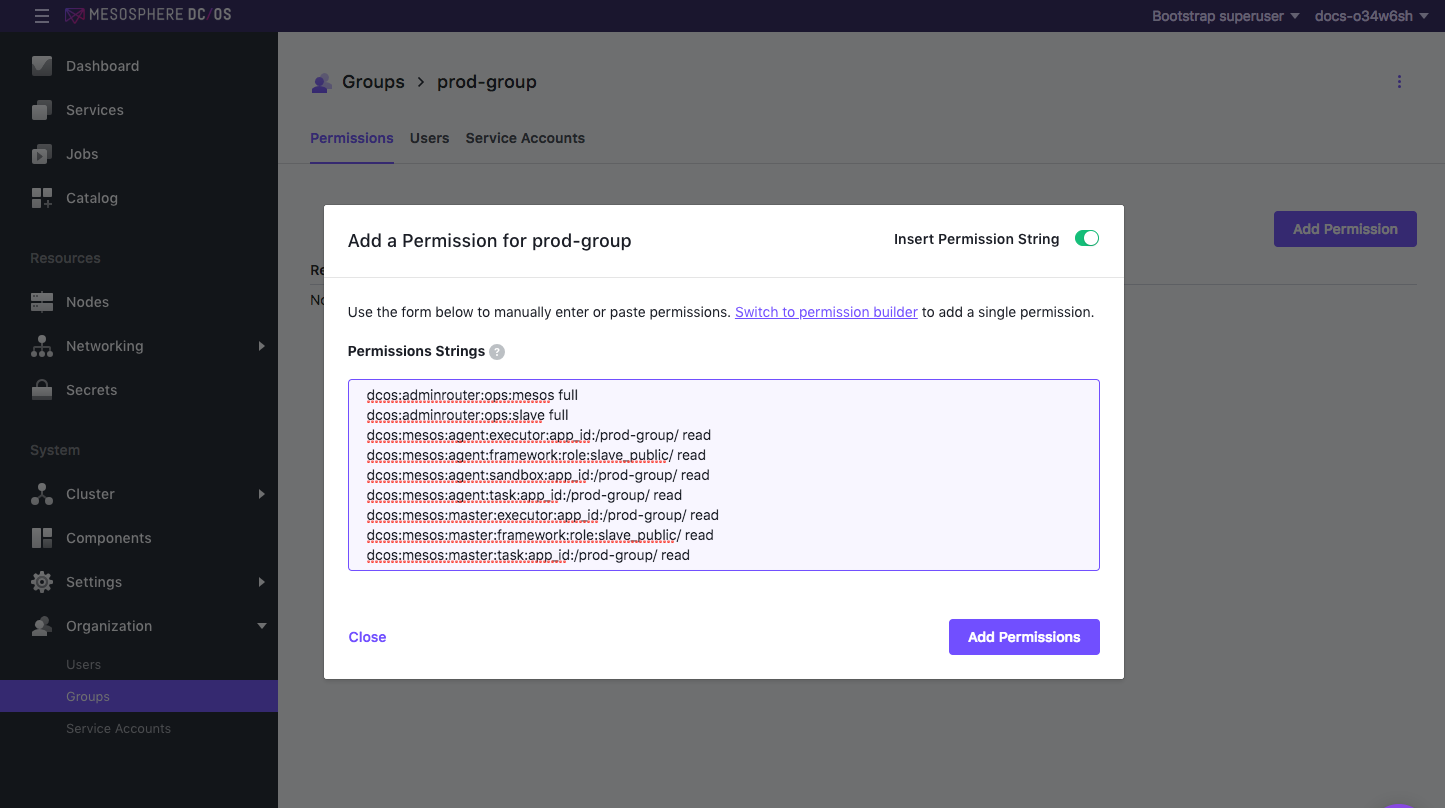 MESOSPHERE DC/OS
Bootstrap superuser
docs-o34w6sh
Dashboard
Services
Jobs
Catalog
Resources
Nodes
Networking
Secrets
System
Cluster
Components
Settings
Organization
Users
Groups
Service Accounts
Groups > prod-group
Permissions Users Service Accounts
Add Permission
Add a Permission for prod-group
Insert Permission String
Use the form below to manually enter or paste permissions. Switch to permission builder to add a single permission.
Permissions Strings ?
dcos:adminrouter:ops:mesos full
dcos:adminrouter:ops:slave full
dcos:mesos:agent:executor:app_id:/prod-group/ read
dcos:mesos:agent:framework:role:slave_public/ read
dcos:mesos:agent:sandbox:app_id:/prod-group/ read
dcos:mesos:agent:task:app_id:/prod-group/ read
dcos:mesos:master:executor:app_id:/prod-group/ read
dcos:mesos:master:framework:role:slave_public/ read
dcos:mesos:master:task:app_id:/prod-group/ read
Close
Add Permissions